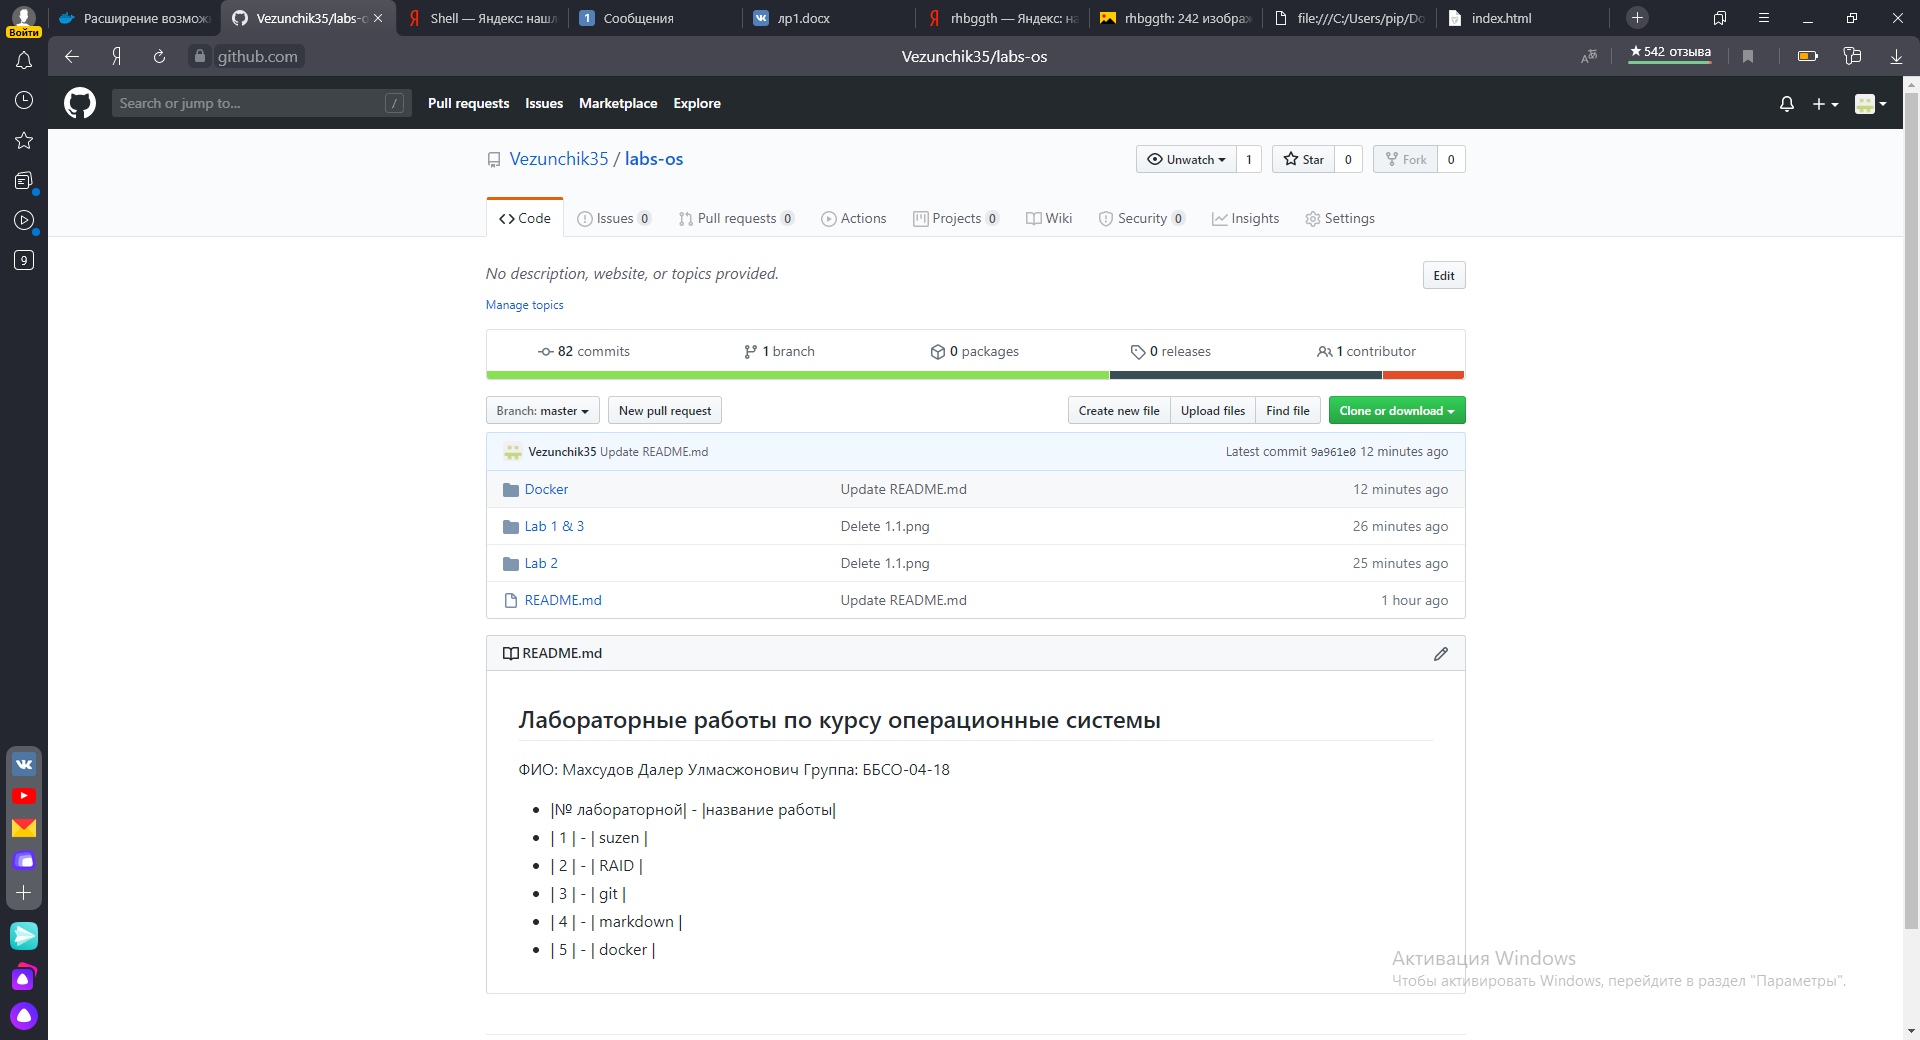 Войти
Расширение возмож
Vezunchik35/labs-o
Shell — Яндекс: наш
1 Сообщения
лр1.docx
rhbggth — Яндекс: на
rhbggth: 242 изображ
file:///C:/Users/pip/Do
index.html
github.com
Vezunchik35/labs-os
★542 отзыва
9
Search or jump to...
/
Pull requests
Issues
Marketplace
Explore
Vezunchik35 / labs-os
Unwatch 1
Star 0
Fork 0
Code
Issues 0
Pull requests 0
Actions
Projects 0
Wiki
Security 0
Insights
Settings
No description, website, or topics provided.
Edit
Manage topics
82 commits
1 branch
0 packages
0 releases
1 contributor
Branch: master
New pull request
Create new file
Upload files
Find file
Clone or download
Vezunchik35 Update README.md
Latest commit 9a961e0 12 minutes ago
Docker Update README.md 12 minutes ago
Lab 1 & 3 Delete 1.1.png 26 minutes ago
Lab 2 Delete 1.1.png 25 minutes ago
README.md Update README.md 1 hour ago
README.md
Лабораторные работы по курсу операционные системы
ФИО: Махсудов Далер Улмасжонович Группа: ББСО-04-18
• |№ лабораторной| - |название работы|
• | 1 | - | suzen |
• | 2 | - | RAID |
• | 3 | - | git |
• | 4 | - | markdown |
• | 5 | - | docker |
Активация Windows
Чтобы активировать Windows, перейдите в раздел "Параметры".